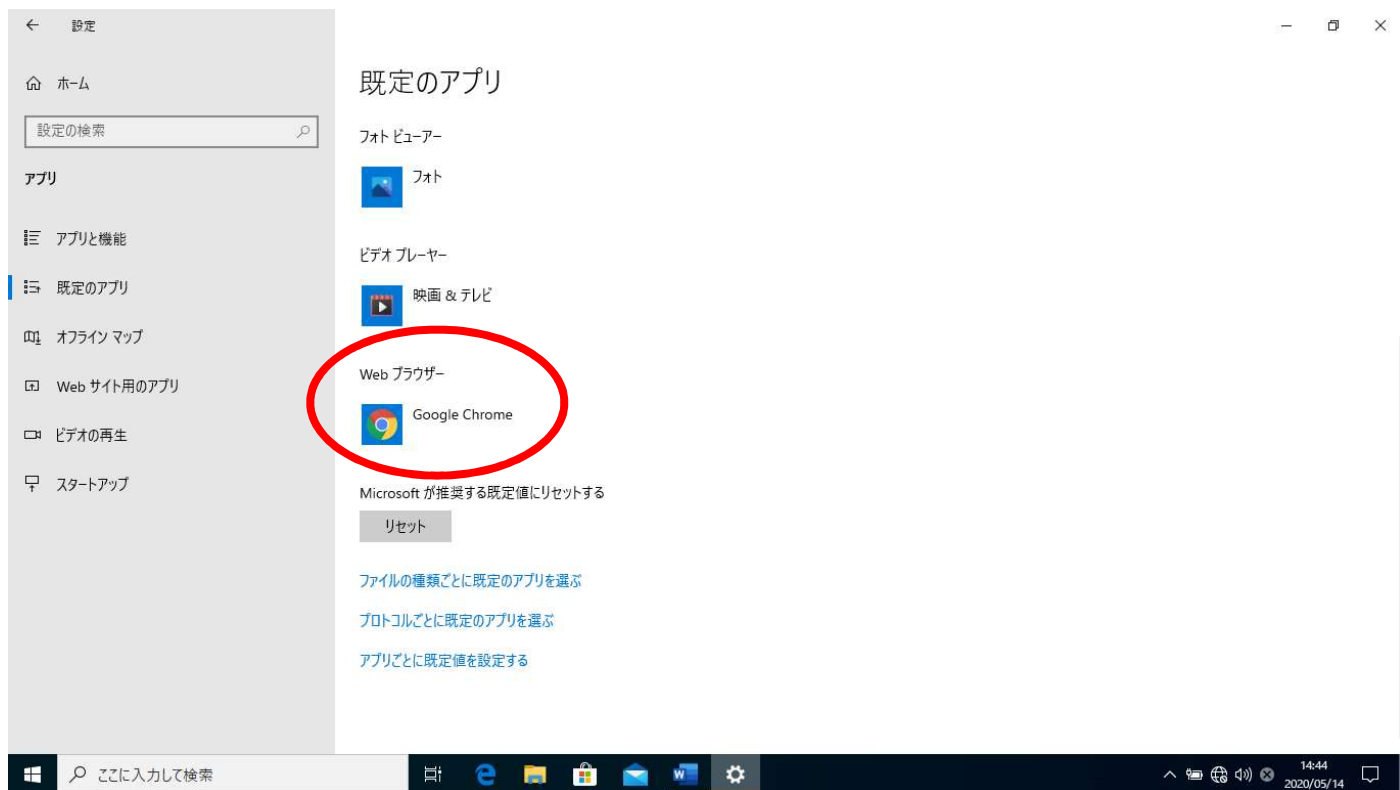 設定
ホーム
設定の検索
アプリ
アプリと機能
既定のアプリ
オフライン マップ
Web サイト用のアプリ
ビデオの再生
スタートアップ
既定のアプリ
フォト ビューアー
フォト
ビデオ プレーヤー
映画 & テレビ
Web ブラウザー
Google Chrome
Microsoft が推奨する既定値にリセットする
リセット
ファイルの種類ごとに既定のアプリを選ぶ
プロトコルごとに既定のアプリを選ぶ
アプリごとに既定値を設定する
ここに入力して検索
W
14:44
2020/05/14